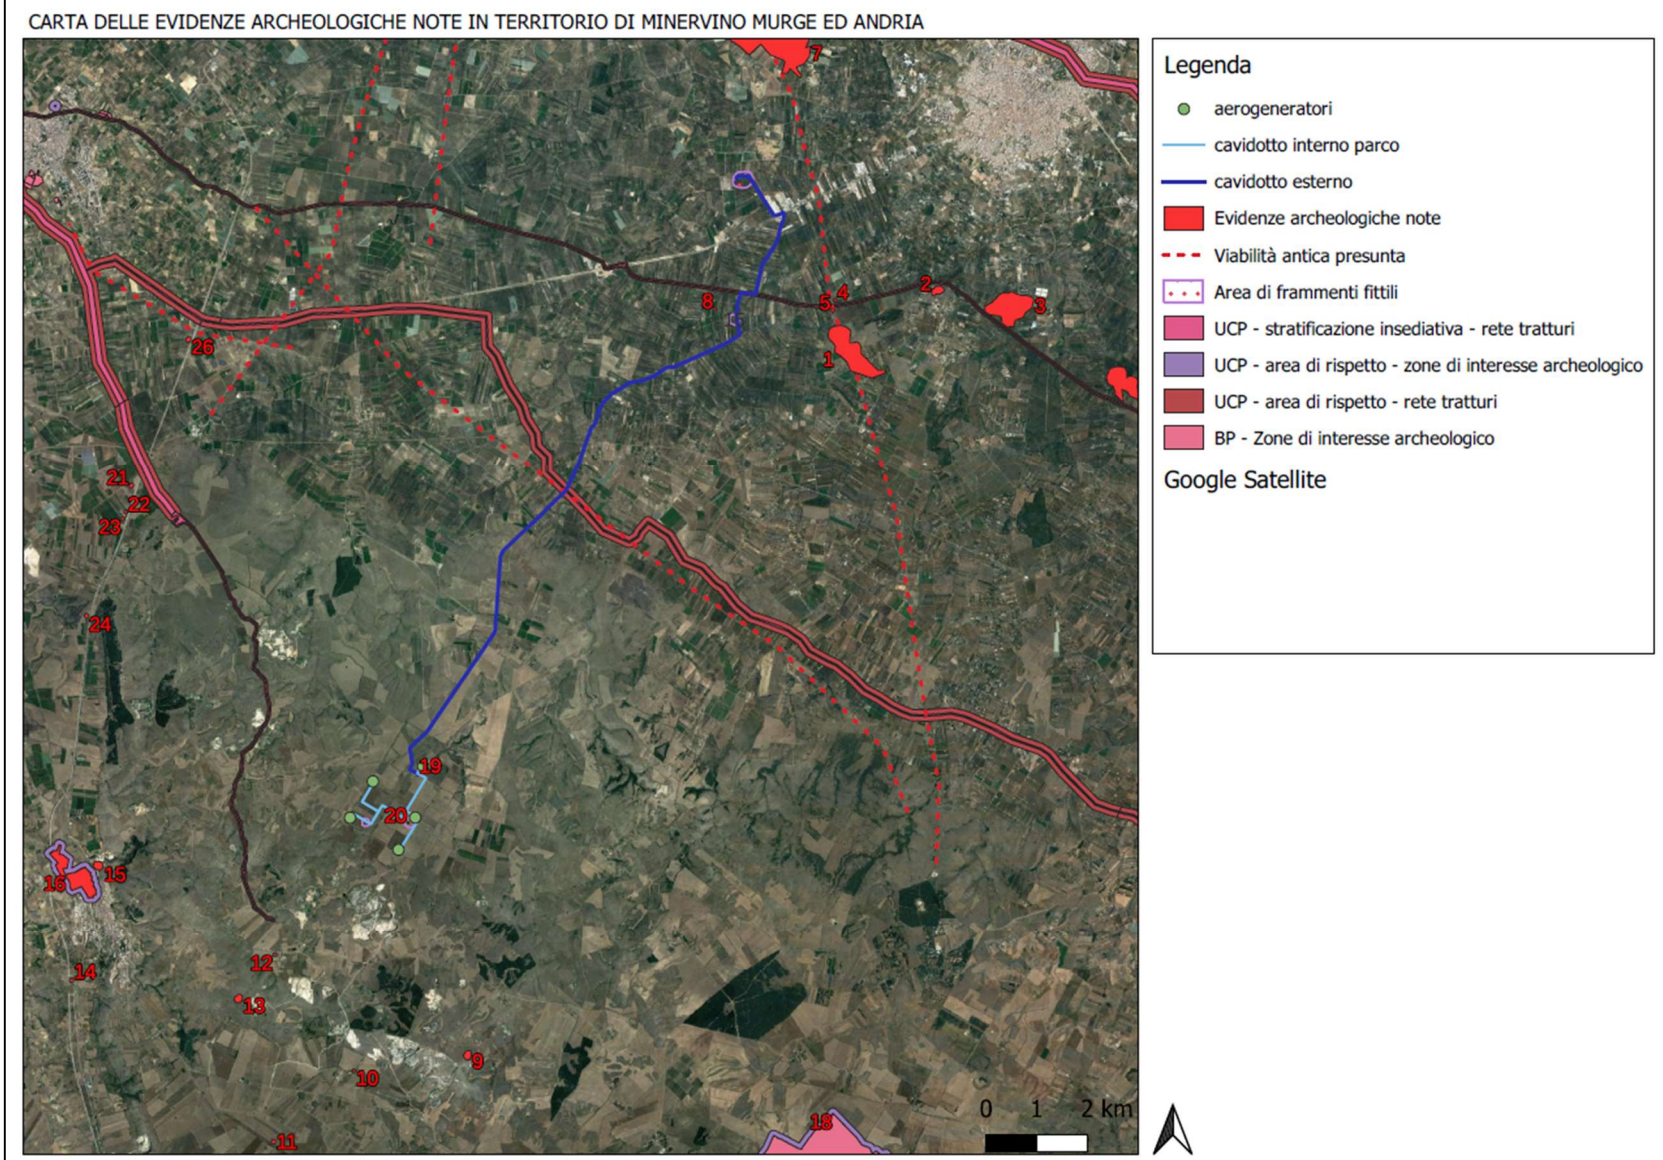 CARTA DELLE EVIDENZE ARCHEOLOGICHE NOTE IN TERRITORIO DI MINERVINO MURGE ED ANDRIA
7
2
4
5
8
3
1
26
21
22
23
24
19
20
15
16
12
14
13
9
10
18
11
0 1 2 km
Legenda
aerogeneratori
cavidotto interno parco
cavidotto esterno
Evidenze archeologiche note
Viabilità antica presunta
Area di frammenti fittili
UCP - stratificazione insediativa - rete tratturi
UCP - area di rispetto - zone di interesse archeologico
UCP - area di rispetto - rete tratturi
BP - Zone di interesse archeologico
Google Satellite